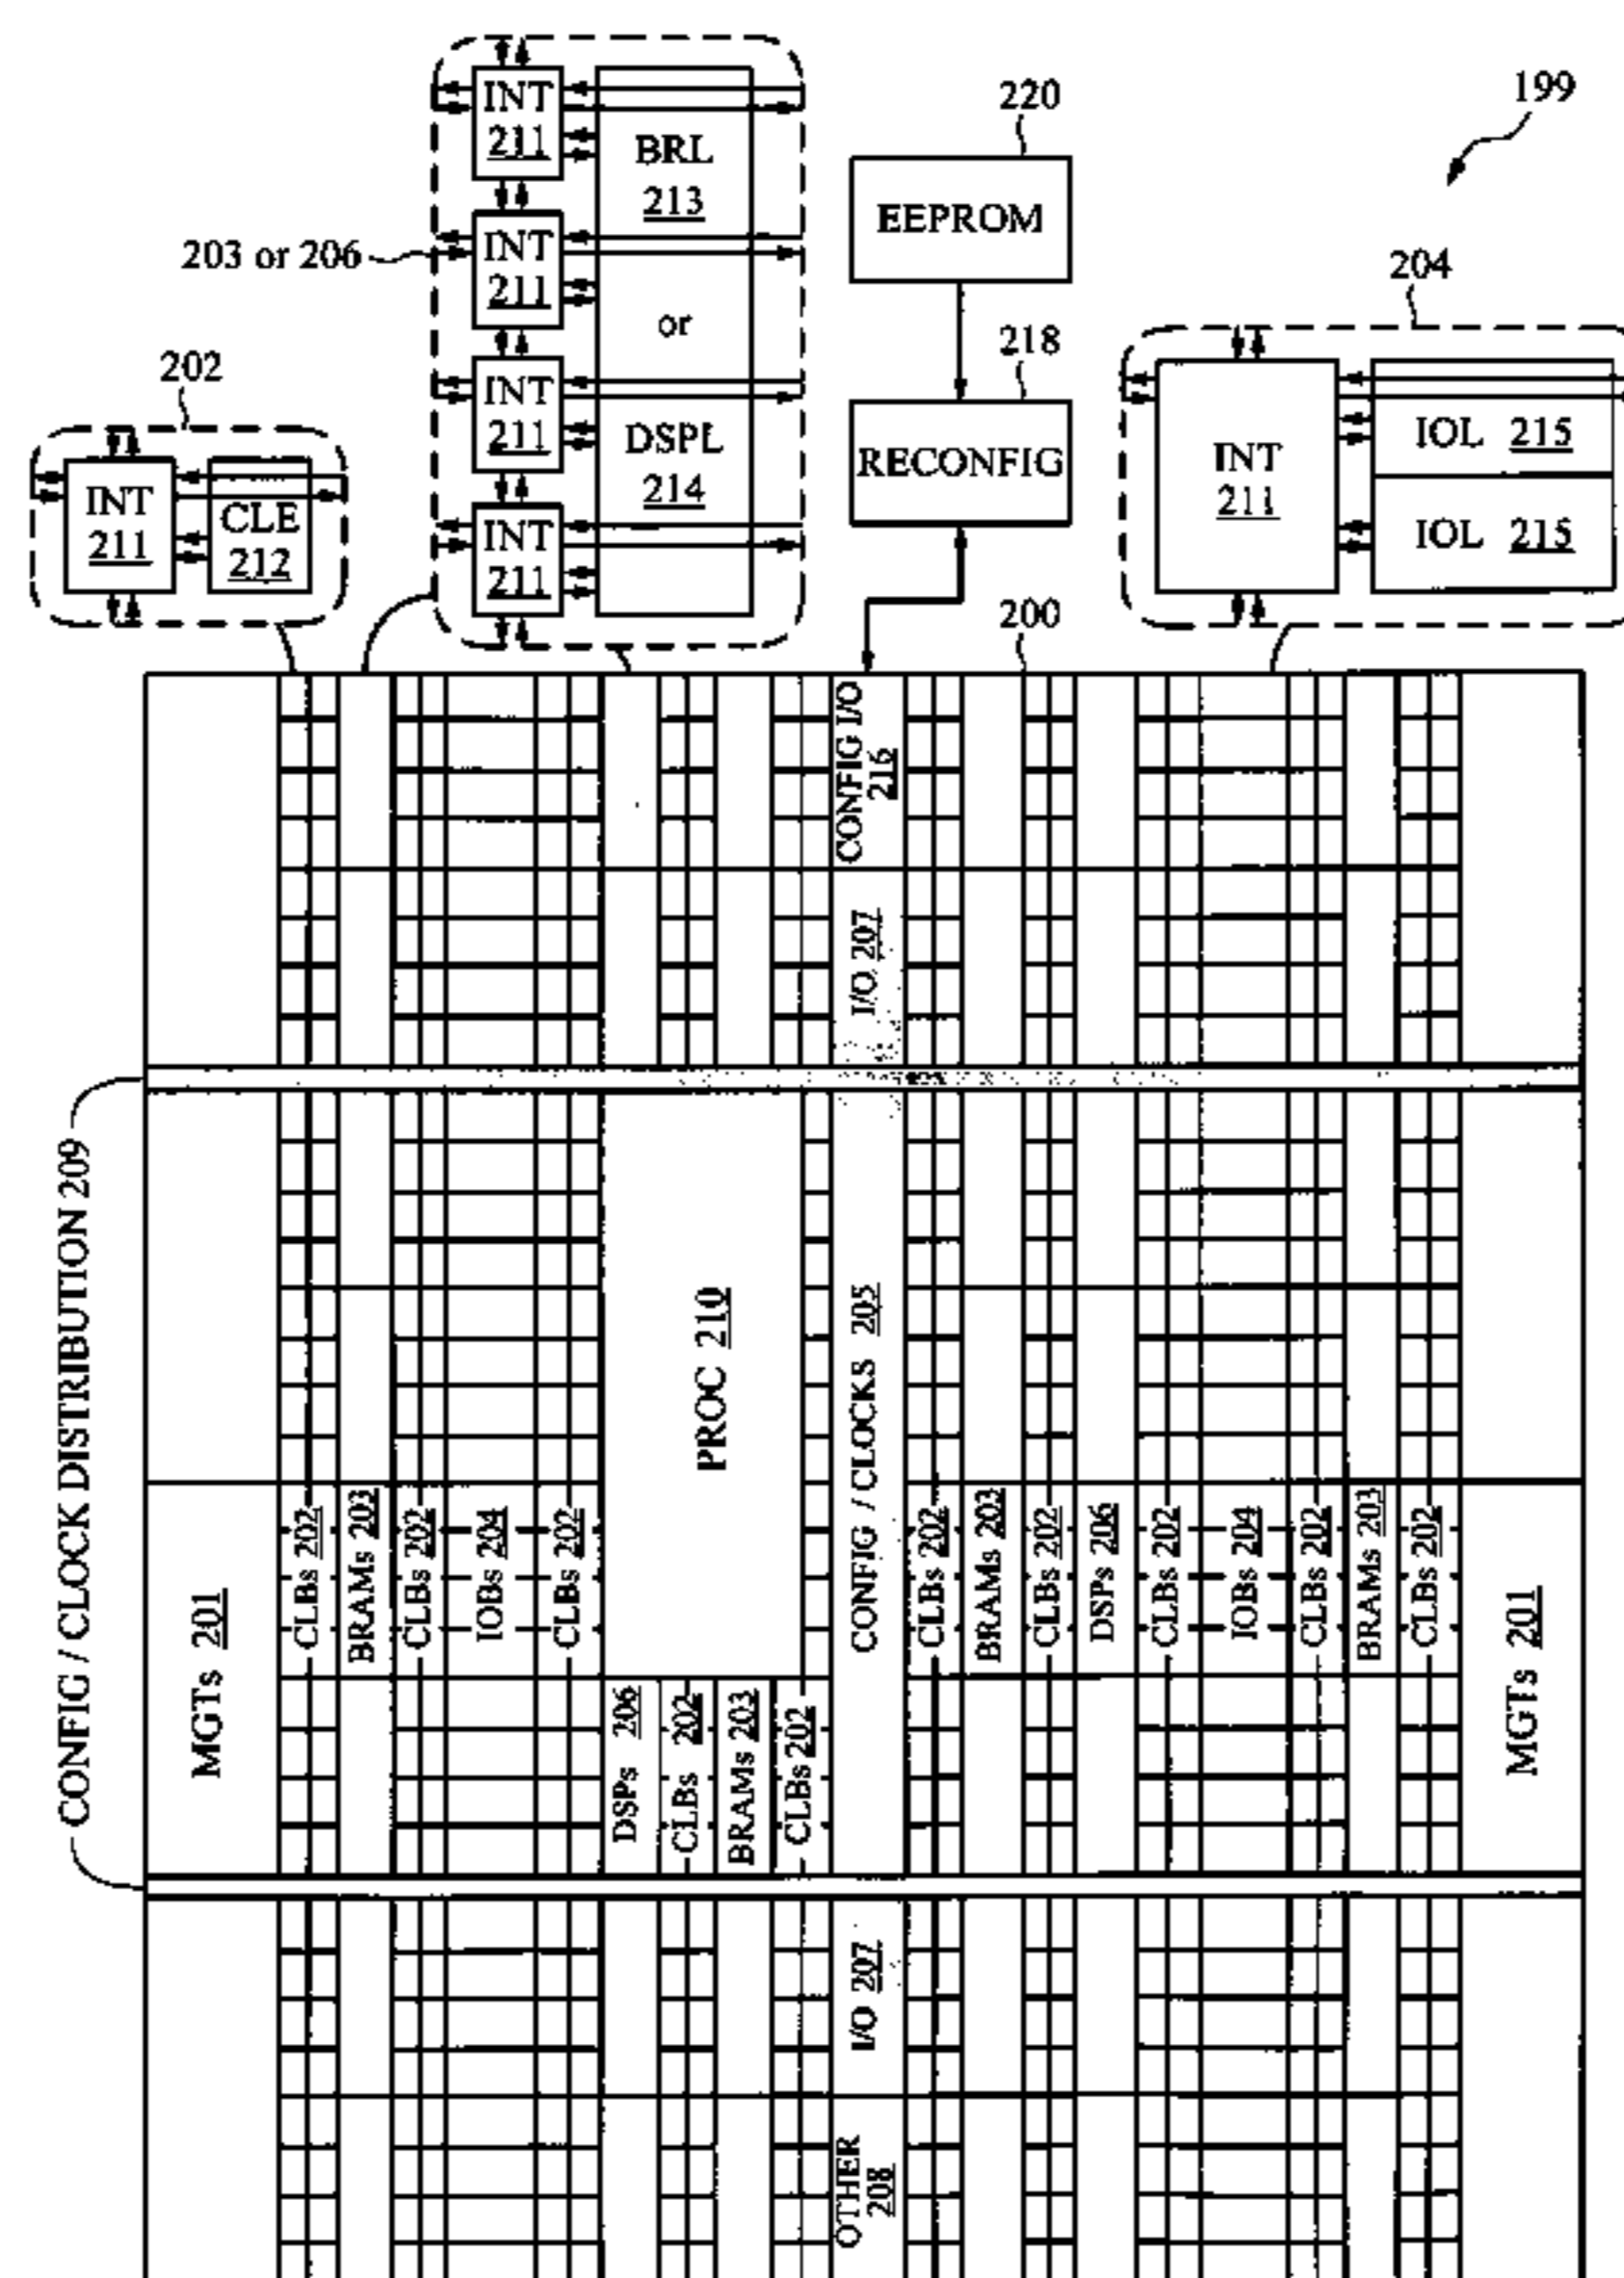 199
220
EEPROM
218
RECONFIG
200
203 or 206
INT
211
INT
211
INT
211
INT
211
BRL
213
or
DSPL
214
202
INT
211
CLE
212
204
INT
211
IOL 215
IOL 215
CONFIG I/O
216
I/O 207
CONFIG / CLOCK DISTRIBUTION 209
PROC 210
CONFIG / CLOCKS 205
MGTs 201
CLBs 202
BRAMs 203
CLBs 202
IOBs 204
CLBs 202
DSPs 206
CLBs 202
BRAMs 203
CLBs 202
CLBs 202
BRAMs 203
CLBs 202
DSPs 206
CLBs 202
IOBs 204
CLBs 202
BRAMs 203
CLBs 202
MGTs 201
I/O 207
OTHER
208